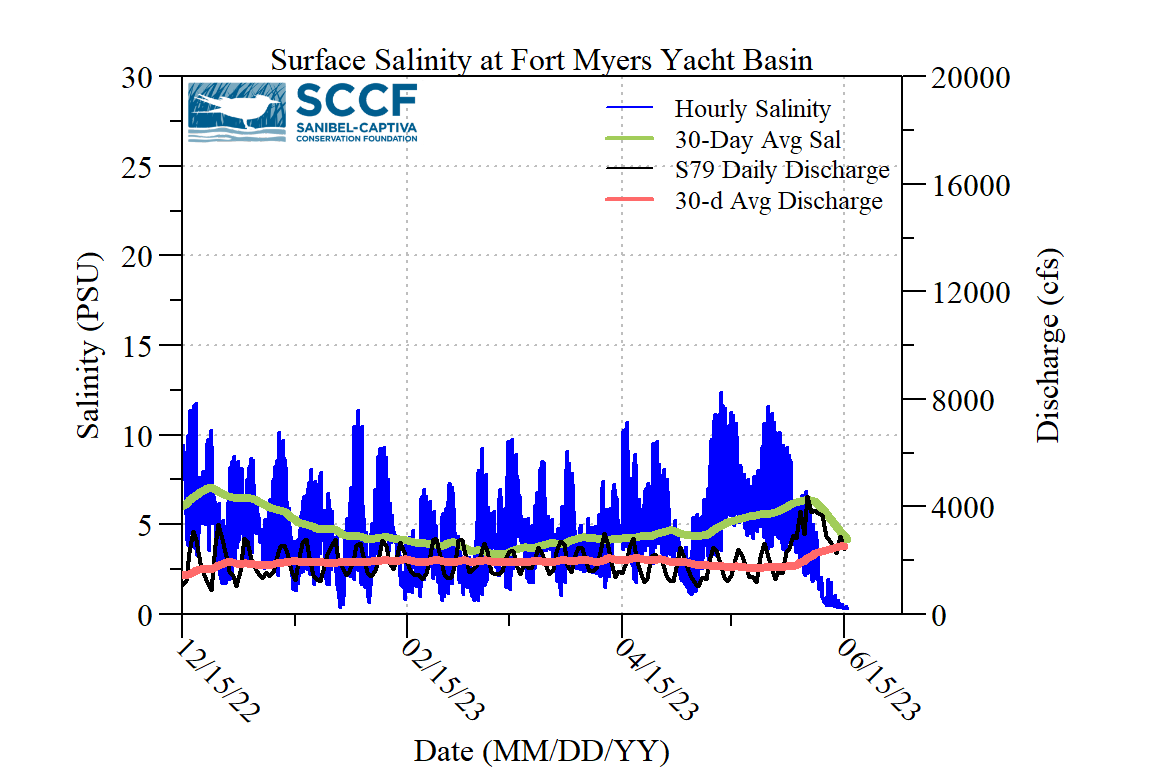 Surface Salinity at Fort Myers Yacht Basin
SCCF
SANIBEL-CAPTIVA
CONSERVATION FOUNDATION
Hourly Salinity
30-Day Avg Sal
S79 Daily Discharge
30-d Avg Discharge
30
25
20
15
10
5
0
Salinity (PSU)
20000
16000
12000
8000
4000
0
Discharge (cfs)
12/15/22
02/15/23
04/15/23
06/15/23
Date (MM/DD/YY)